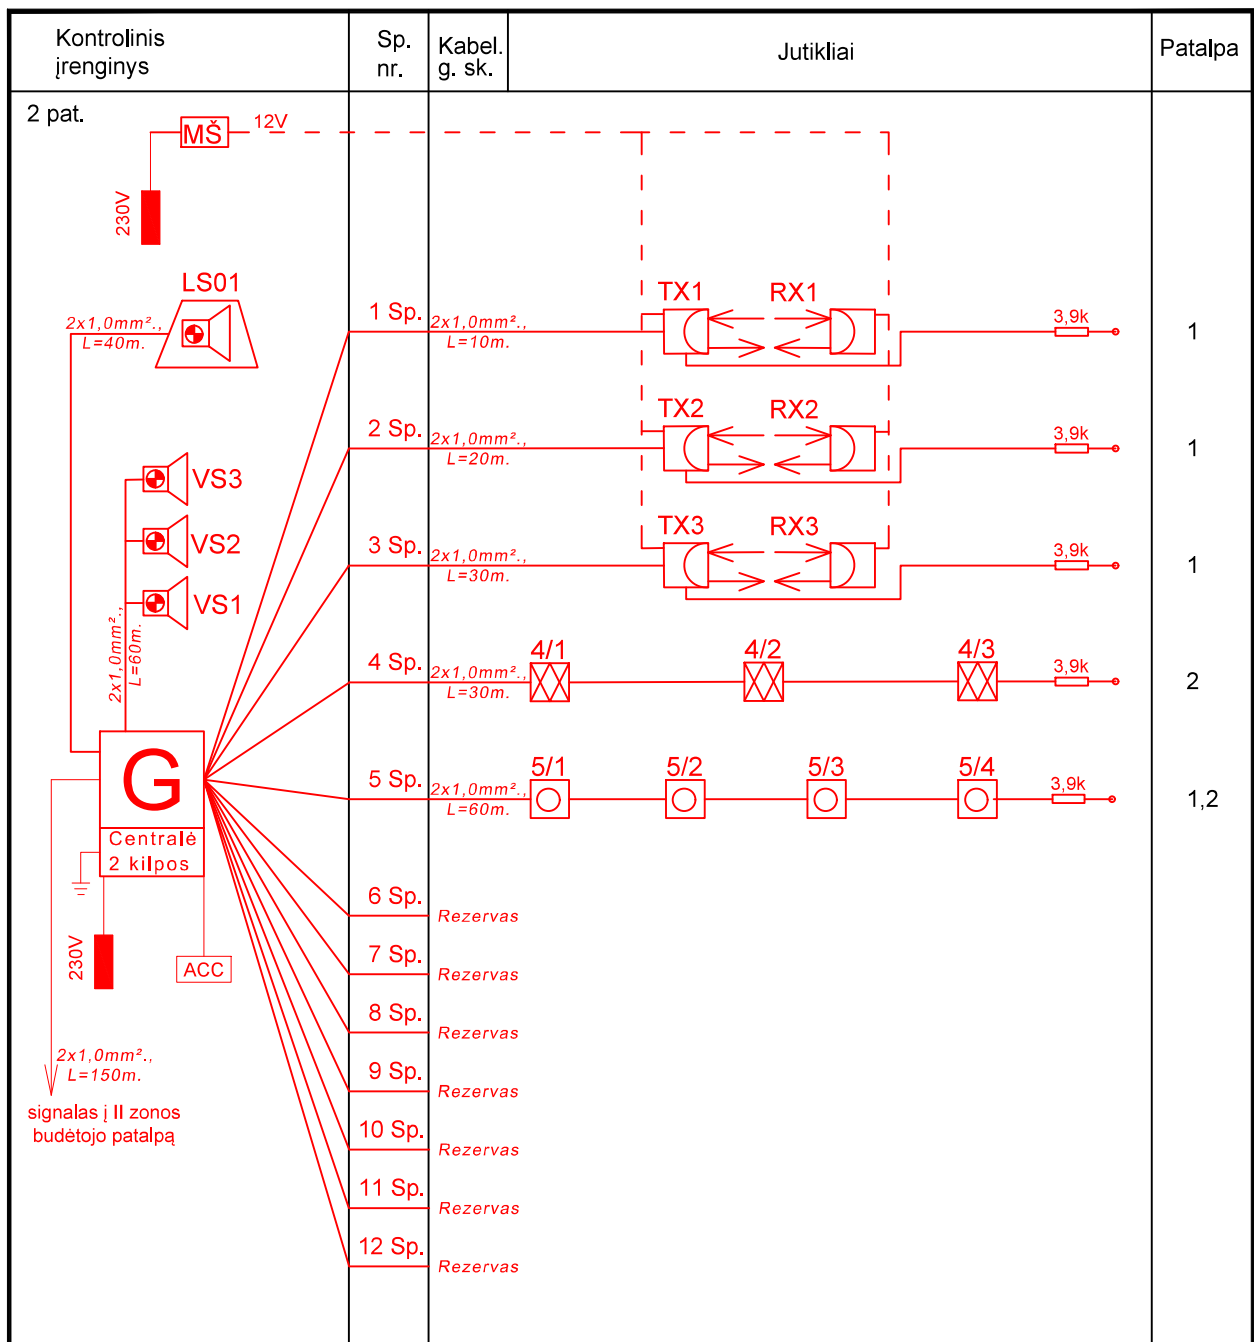 Kontrolinis
įrenginys
Sp.
nr.
Kabel.
g. sk.
Jutikliai
Patalpa
2 pat.
MŠ
12V
230V
LS01
2x1,0mm².,
L=40m.
VS3
VS2
VS1
2x1,0mm².,
L=60m.
G
Centralė
2 kilpos
230V
ACC
2x1,0mm².,
L=150m.
signalas į II zonos
budėtojo patalpą
1 Sp.
2x1,0mm².,
L=10m.
TX1
RX1
3,9k
1
2 Sp.
2x1,0mm².,
L=20m.
TX2
RX2
3,9k
1
3 Sp.
2x1,0mm².,
L=30m.
TX3
RX3
3,9k
1
4 Sp.
2x1,0mm².,
L=30m.
4/1
4/2
4/3
3,9k
2
5 Sp.
2x1,0mm².,
L=60m.
5/1
5/2
5/3
5/4
3,9k
1,2
6 Sp.
Rezervas
7 Sp.
Rezervas
8 Sp.
Rezervas
9 Sp.
Rezervas
10 Sp.
Rezervas
11 Sp.
Rezervas
12 Sp.
Rezervas